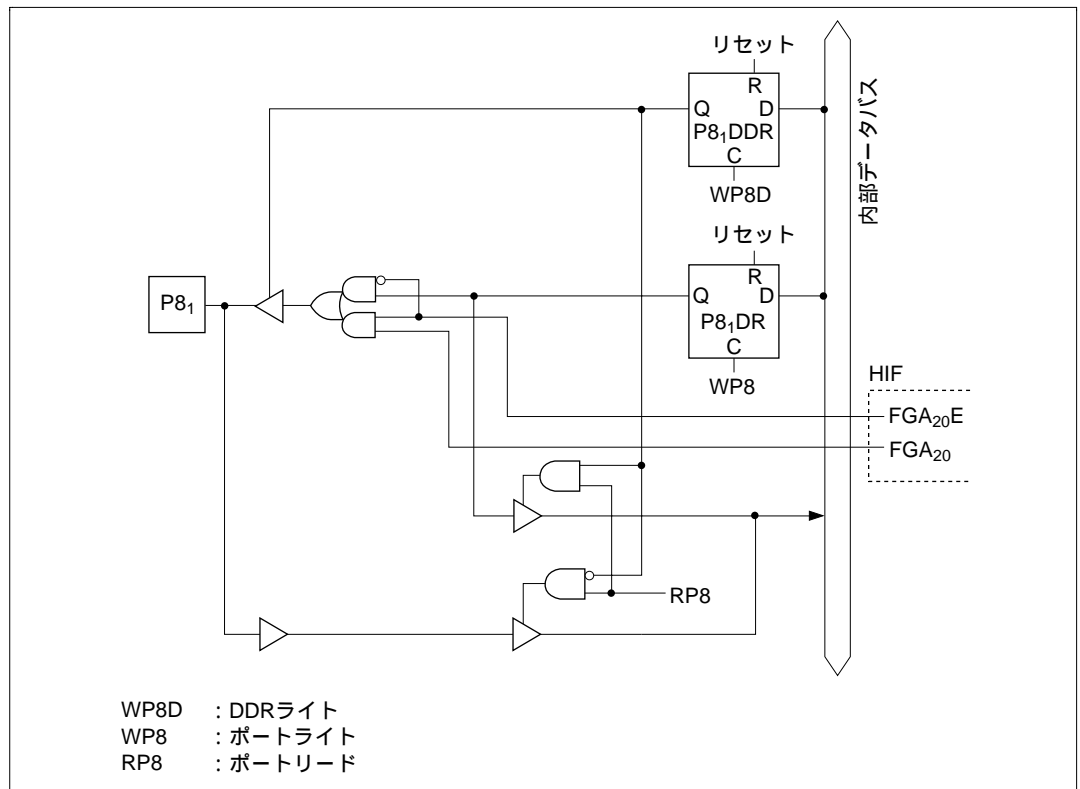 リセット
R
Q D
P8₁DDR
C
WP8D
内部データバス
リセット
R
Q D
P8₁DR
C
WP8
P8₁
HIF
FGA₂₀E
FGA₂₀
RP8
WP8D :DDRライト
WP8 :ポートライト
RP8 :ポートリード